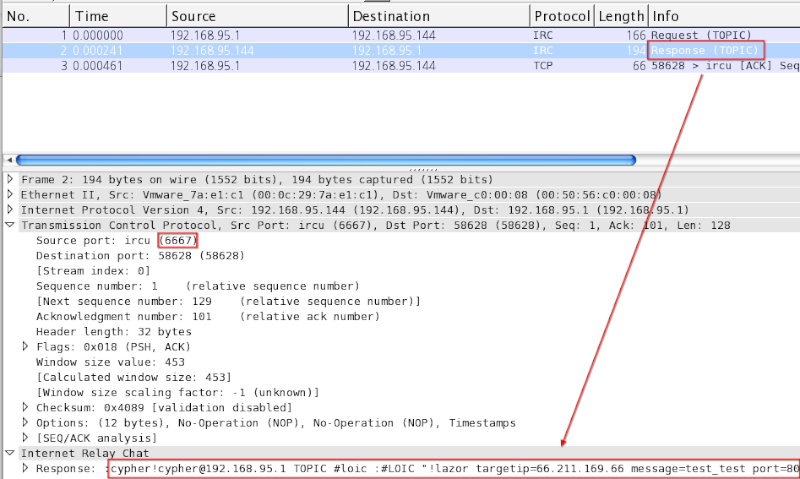 No. Time Source Destination Protocol Length Info
1 0.000000 192.168.95.1 192.168.95.144 IRC 166 Request (TOPIC)
2 0.000241 192.168.95.144 192.168.95.1 IRC 194 Response (TOPIC)
3 0.000461 192.168.95.1 192.168.95.144 TCP 66 58628 > ircu [ACK] Seq
Frame 2: 194 bytes on wire (1552 bits), 194 bytes captured (1552 bits)
Ethernet II, Src: Vmware_7a:e1:c1 (00:0c:29:7a:e1:c1), Dst: Vmware_c0:00:08 (00:50:56:c0:00:08)
Internet Protocol Version 4, Src: 192.168.95.144 (192.168.95.144), Dst: 192.168.95.1 (192.168.95.1)
Transmission Control Protocol, Src Port: ircu (6667), Dst Port: 58628 (58628), Seq: 1, Ack: 101, Len: 128
Source port: ircu (6667)
Destination port: 58628 (58628)
[Stream index: 0]
Sequence number: 1 (relative sequence number)
[Next sequence number: 129 (relative sequence number)]
Acknowledgment number: 101 (relative ack number)
Header length: 32 bytes
Flags: 0x018 (PSH, ACK)
Window size value: 453
[Calculated window size: 453]
[Window size scaling factor: -1 (unknown)]
Checksum: 0x4089 [validation disabled]
Options: (12 bytes), No-Operation (NOP), No-Operation (NOP), Timestamps
[SEQ/ACK analysis]
Internet Relay Chat
Response: :cypher!cypher@192.168.95.1 TOPIC #loic :#LOIC "!lazor targetip=66.211.169.66 message=test_test port=80